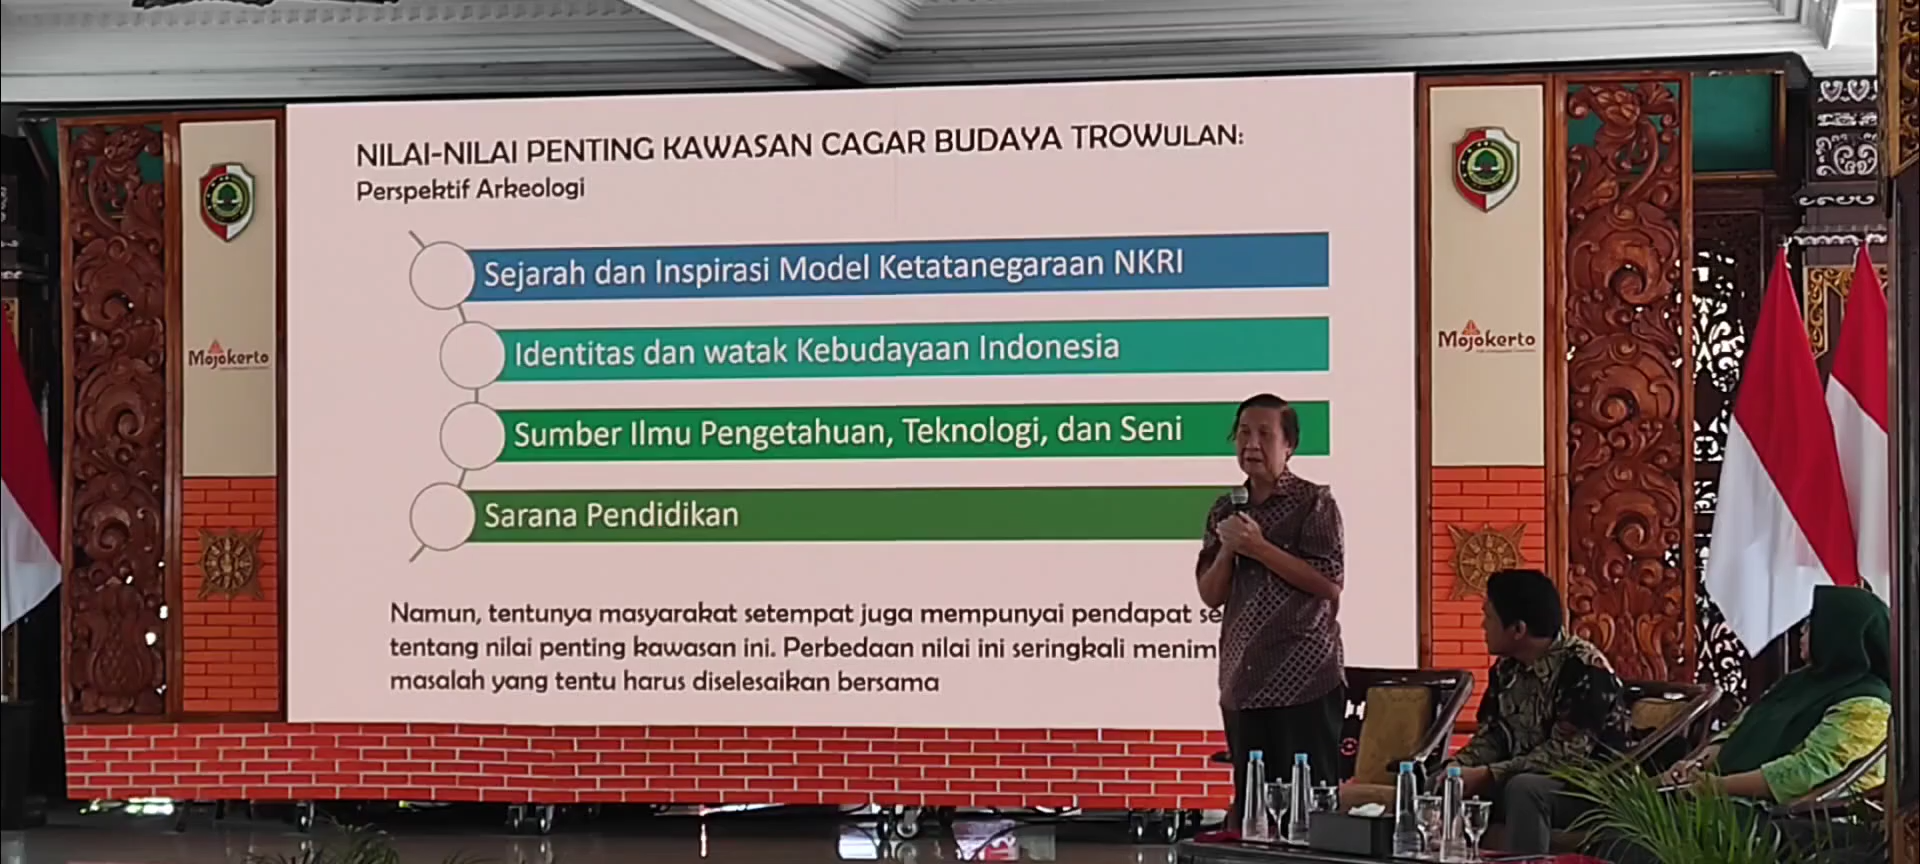 NILAI-NILAI PENTING KAWASAN CAGAR BUDAYA TROWULAN:
Perspektif Arkeologi
Sejarah dan Inspirasi Model Ketatanegaraan NKRI
Identitas dan watak Kebudayaan Indonesia
Sumber Ilmu Pengetahuan, Teknologi, dan Seni
Sarana Pendidikan
Namun, tentunya masyarakat setempat juga mempunyai pendapat se
tentang nilai penting kawasan ini. Perbedaan nilai ini seringkali menim
masalah yang tentu harus diselesaikan bersama
Mojokerto
Mojokerto